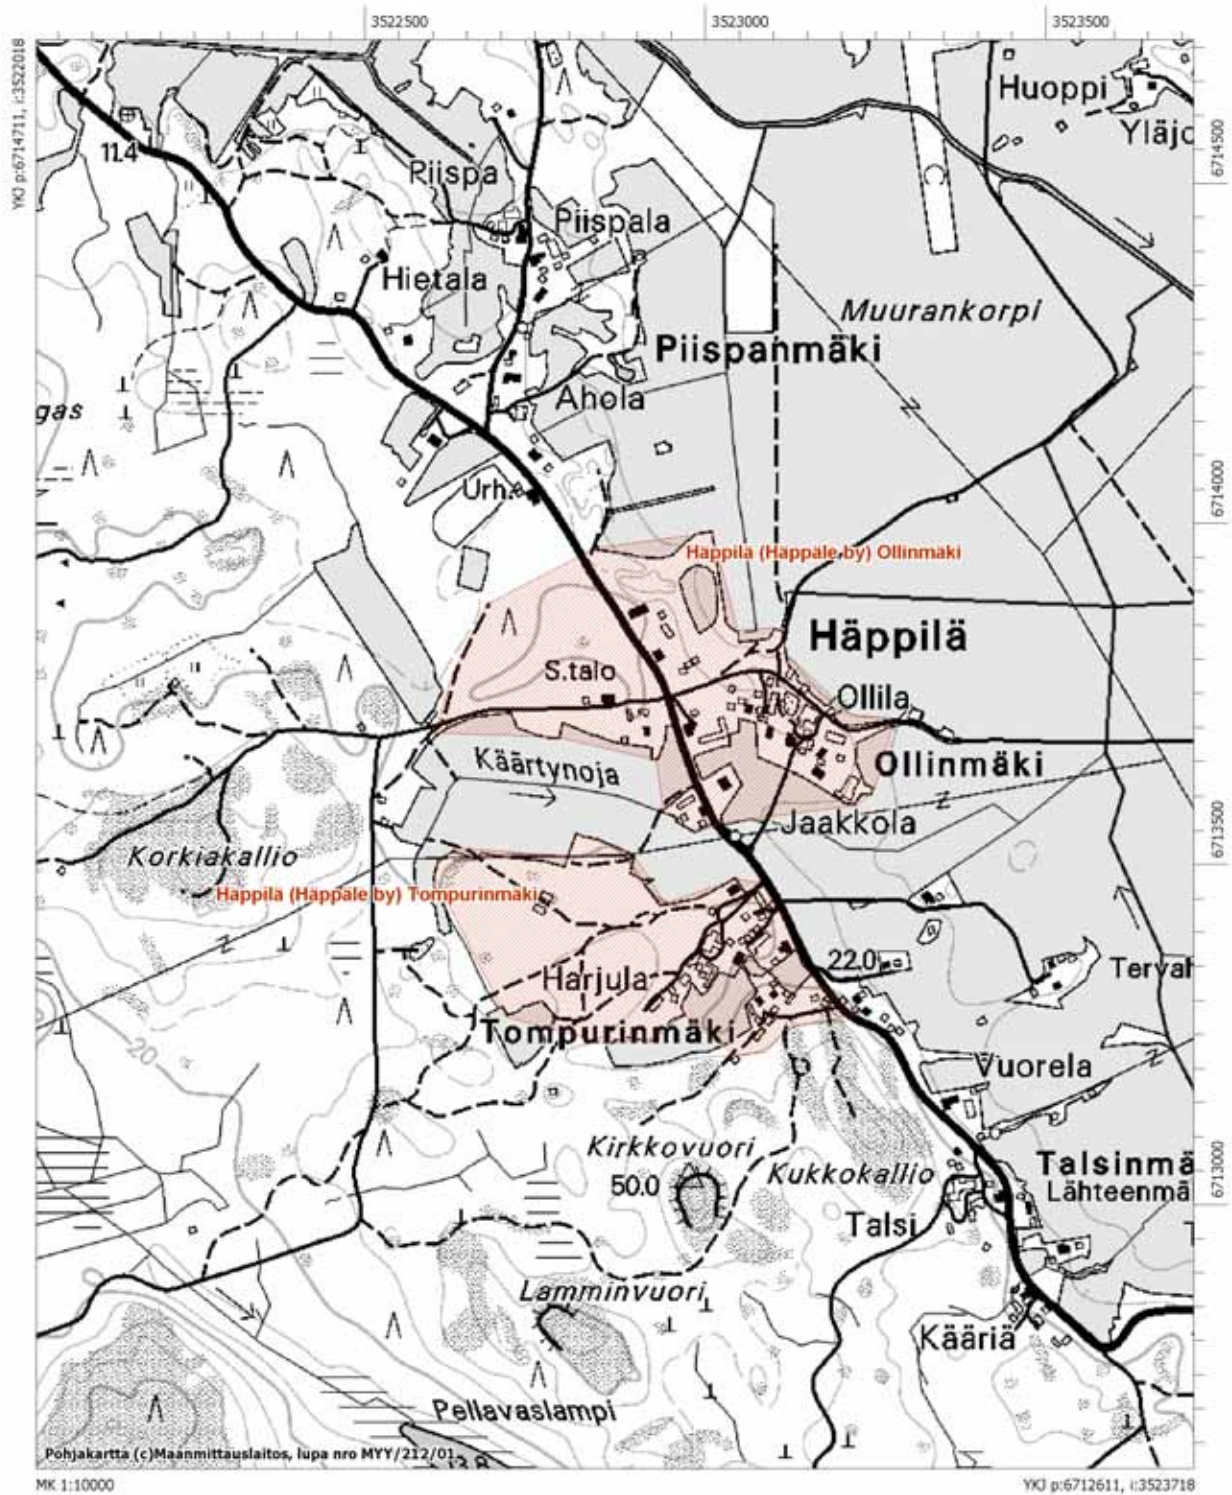 3522500
3523000
3523500
YKJ p:6714711, i:3522018
6714500
6714000
6713500
6713000
Huoppi
Yläjo
11.4
Piispa
Piispala
Hietala
Muurankorpi
Piispanmäki
Ahola
gas
Urh.
Häppilä (Häppäle by) Ollinmäki
Häppilä
S.talo
Ollila
Käärtynoja
Ollinmäki
Jaakkola
Korkiakallio
Häppilä (Häppäle by) Tompurinmäki
22.0
Harjula
Tervah
Tompurinmäki
20
Vuorela
Kirkkovuori
50.0
Kukkokallio
Talsinmä
Lähteenmä
Talsi
Lamminvuori
Kääriä
Pellavaslampi
Pohjakartta (c)Maanmittauslaitos, lupa nro MYY/212/01
MK 1:10000
YKJ p:6712611, i:3523718